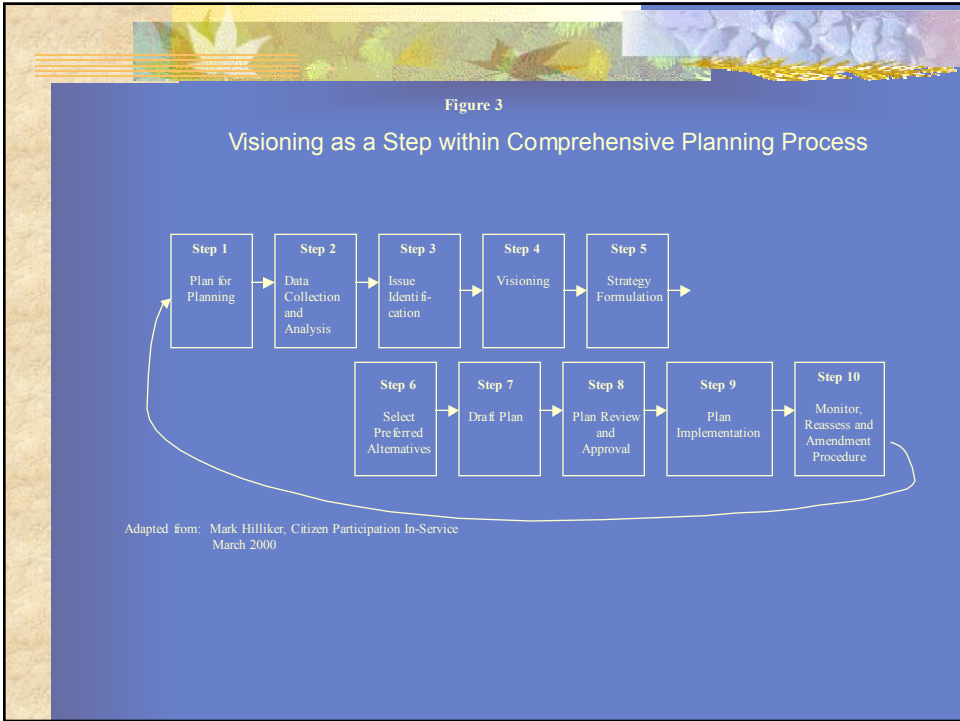 Figure 3
Visioning as a Step within Comprehensive Planning Process
Step 1
Plan for
Planning
Step 2
Data
Collection
and
Analysis
Step 3
Issue
Identifi-
cation
Step 4
Visioning
Step 5
Strategy
Formulation
Step 6
Select
Preferred
Alternatives
Step 7
Draft Plan
Step 8
Plan Review
and
Approval
Step 9
Plan
Implementation
Step 10
Monitor,
Reassess and
Amendment
Procedure
Adapted from: Mark Hilliker, Citizen Participation In-Service
March 2000